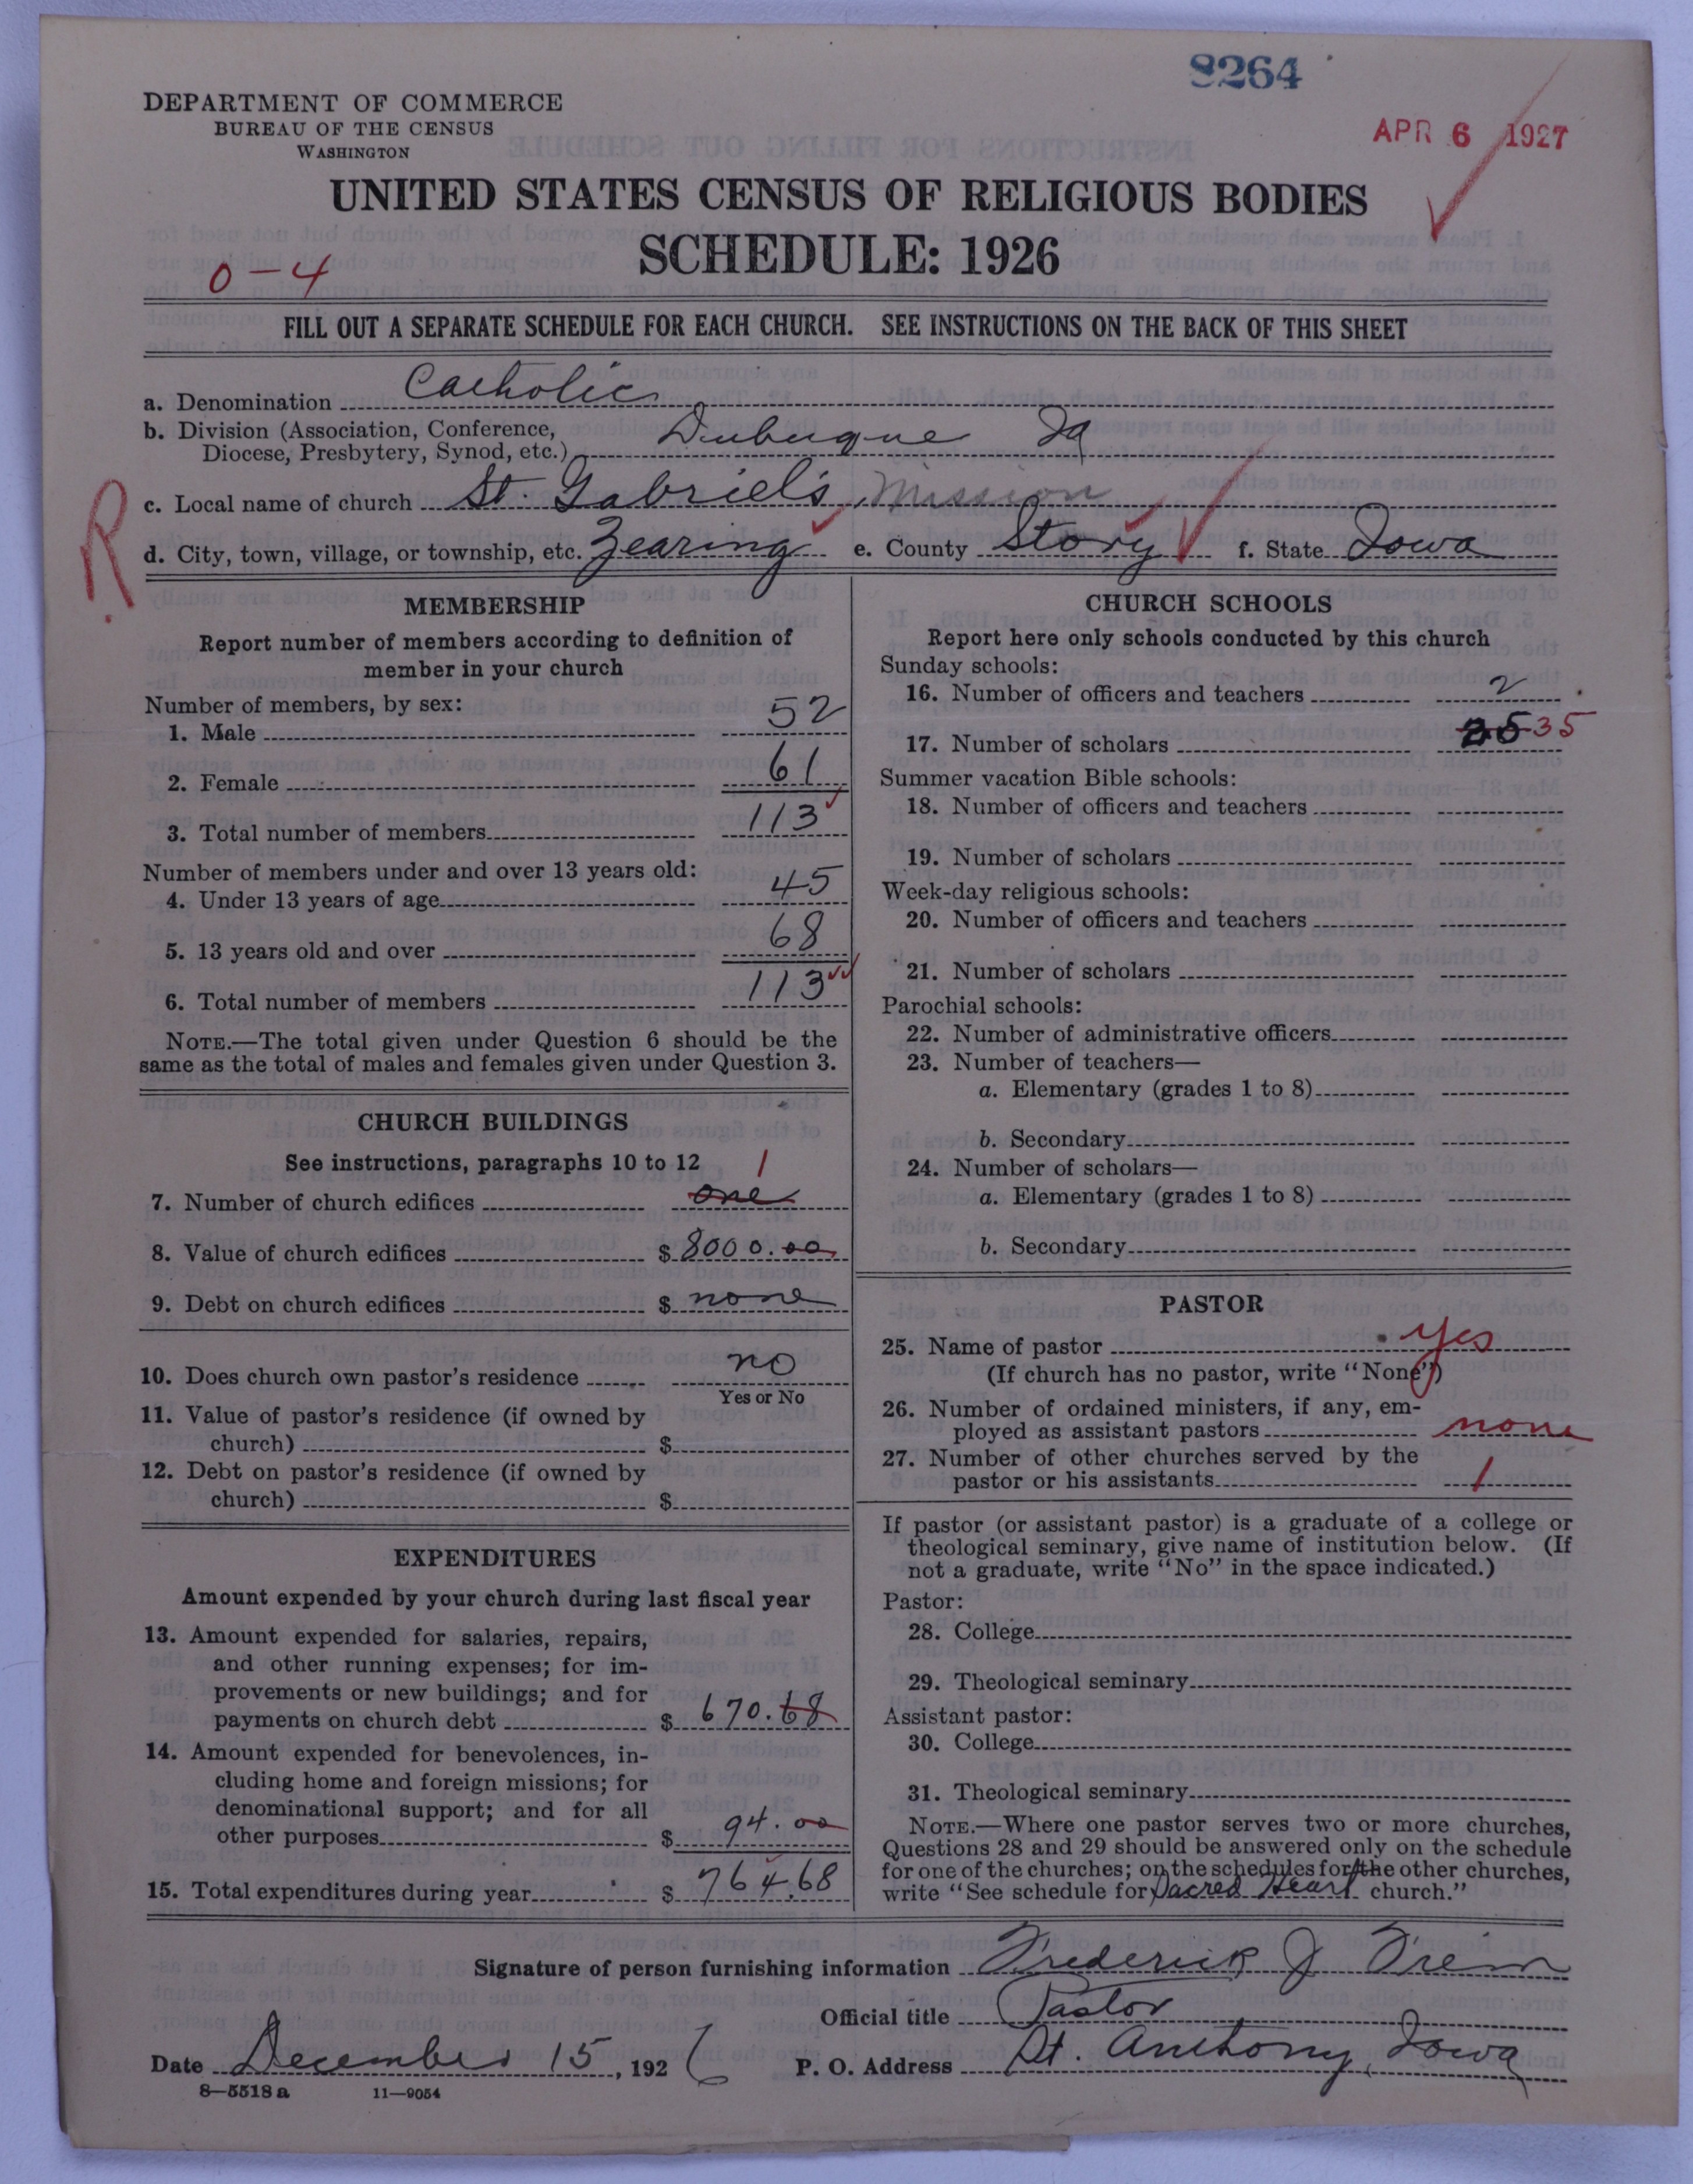 8264
DEPARTMENT OF COMMERCE
BUREAU OF THE CENSUS
WASHINGTON
APR 6 1927
UNITED STATES CENSUS OF RELIGIOUS BODIES
SCHEDULE: 1926
0-4
FILL OUT A SEPARATE SCHEDULE FOR EACH CHURCH. SEE INSTRUCTIONS ON THE BACK OF THIS SHEET
a. Denomination Catholic
b. Division (Association, Conference,
Diocese, Presbytery, Synod, etc.) Dubuque Ia
R
c. Local name of church St. Gabriel's, Mission
d. City, town, village, or township, etc. Zearing e. County Story f. State Iowa
MEMBERSHIP
Report number of members according to definition of
member in your church
Number of members, by sex:
1. Male 52
2. Female 61
3. Total number of members 113
Number of members under and over 13 years old:
4. Under 13 years of age 45
5. 13 years old and over 68
6. Total number of members 113
NOTE.—The total given under Question 6 should be the
same as the total of males and females given under Question 3.
CHURCH BUILDINGS
See instructions, paragraphs 10 to 12
7. Number of church edifices one 1
8. Value of church edifices $ 8000.00
9. Debt on church edifices $ none
10. Does church own pastor's residence no
Yes or No
11. Value of pastor's residence (if owned by
church) $
12. Debt on pastor's residence (if owned by
church) $
EXPENDITURES
Amount expended by your church during last fiscal year
13. Amount expended for salaries, repairs,
and other running expenses; for im-
provements or new buildings; and for
payments on church debt $ 670.68
14. Amount expended for benevolences, in-
cluding home and foreign missions; for
denominational support; and for all
other purposes $ 94.00
15. Total expenditures during year $ 764.68
CHURCH SCHOOLS
Report here only schools conducted by this church
Sunday schools:
16. Number of officers and teachers 2
17. Number of scholars 35
Summer vacation Bible schools:
18. Number of officers and teachers
19. Number of scholars
Week-day religious schools:
20. Number of officers and teachers
21. Number of scholars
Parochial schools:
22. Number of administrative officers
23. Number of teachers—
a. Elementary (grades 1 to 8)
b. Secondary
24. Number of scholars—
a. Elementary (grades 1 to 8)
b. Secondary
PASTOR
25. Name of pastor yes
(If church has no pastor, write "None")
26. Number of ordained ministers, if any, em-
ployed as assistant pastors none
27. Number of other churches served by the
pastor or his assistants 1
If pastor (or assistant pastor) is a graduate of a college or
theological seminary, give name of institution below. (If
not a graduate, write "No" in the space indicated.)
Pastor:
28. College
29. Theological seminary
Assistant pastor:
30. College
31. Theological seminary
NOTE.—Where one pastor serves two or more churches,
Questions 28 and 29 should be answered only on the schedule
for one of the churches; on the schedules for the other churches,
write "See schedule for Sacred Heart church."
Signature of person furnishing information Frederick J
Official title Pastor
Date December 15, 1926 P. O. Address St. Anthony, Iowa
8—5518 a 11—9054